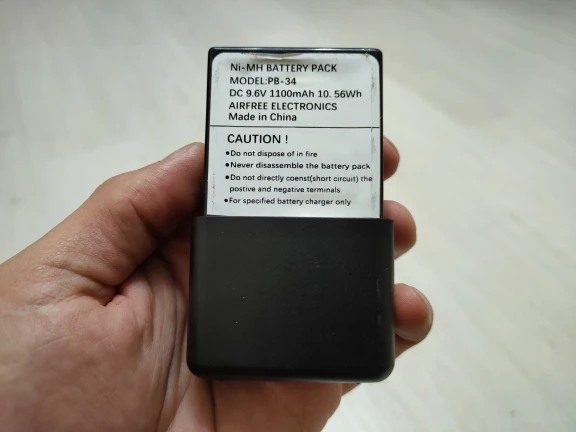 Ni-MH BATTERY PACK
MODEL:PB-34
DC 9.6V 1100mAh 10. 56Wh
AIRFREE ELECTRONICS
Made in China
CAUTION !
•Do not dispose of in fire
•Never disassemble the battery pack
•Do not directly coenst(short circuit) the
postive and negative terminals
•For specified battery charger only